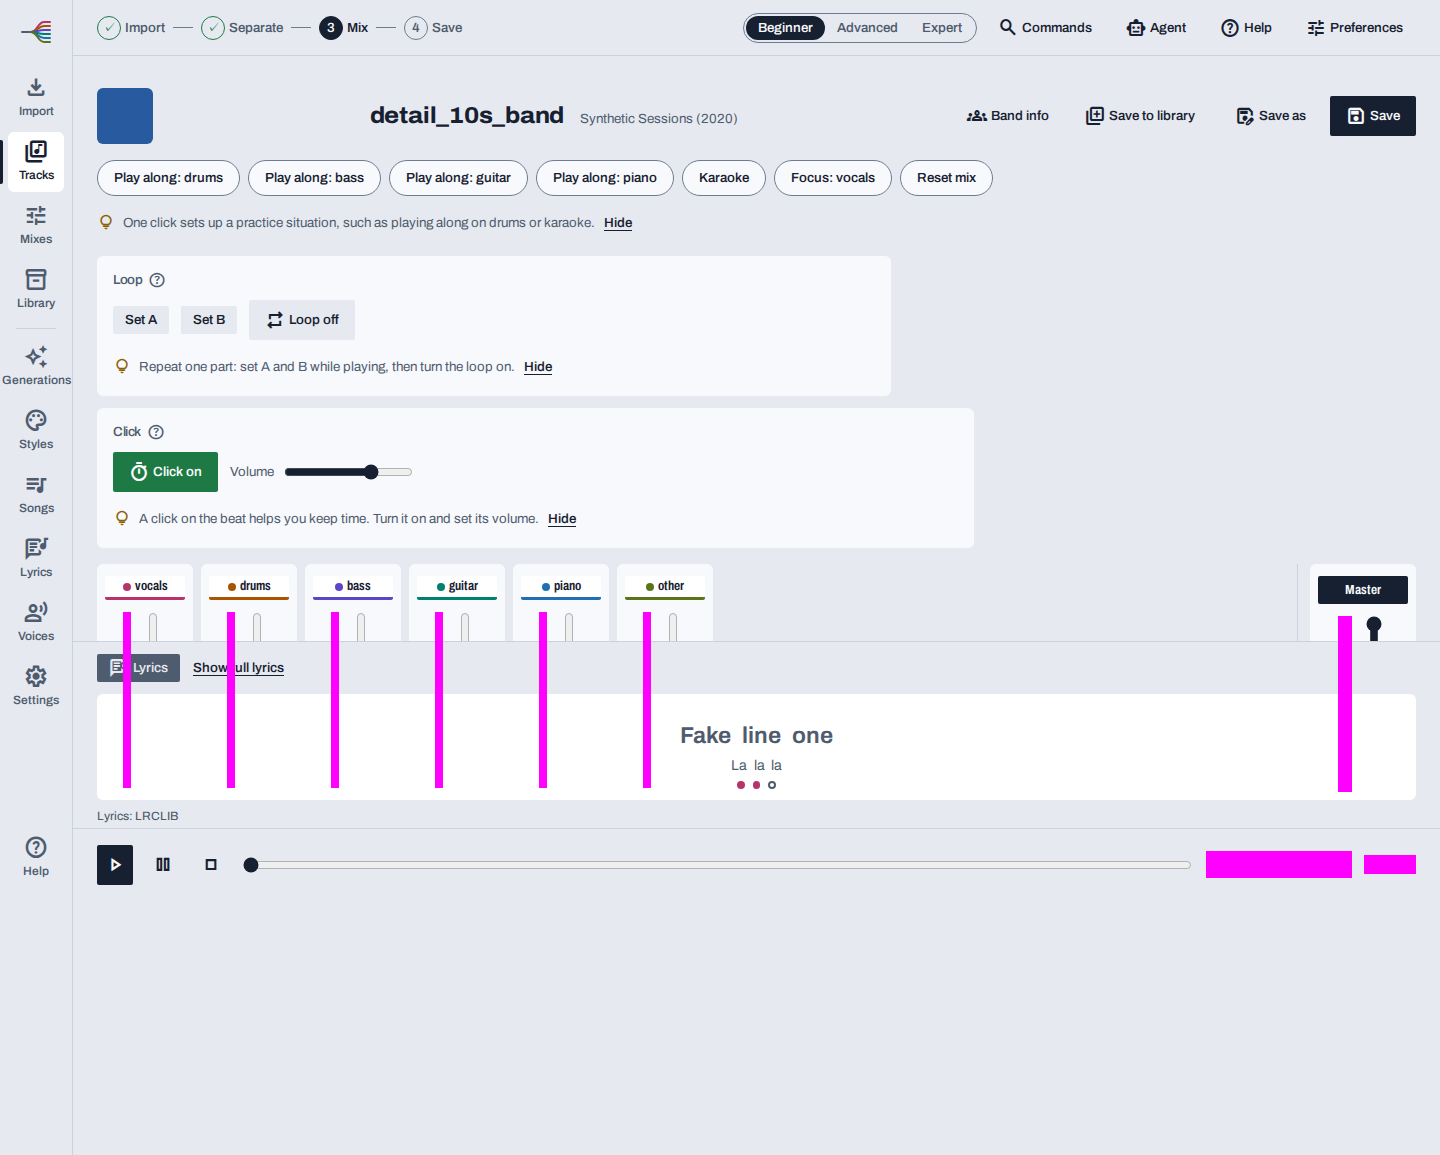 Import
Separate
3 Mix
4 Save
Beginner
Advanced
Expert
Commands
Agent
Help
Preferences
Import
Tracks
Mixes
Library
Generations
Styles
Songs
Lyrics
Voices
Settings
Help
detail_10s_band
Synthetic Sessions (2020)
Band info
Save to library
Save as
Save
Play along: drums
Play along: bass
Play along: guitar
Play along: piano
Karaoke
Focus: vocals
Reset mix
One click sets up a practice situation, such as playing along on drums or karaoke. Hide
Loop
Set A
Set B
Loop off
Repeat one part: set A and B while playing, then turn the loop on. Hide
Click
Click on
Volume
A click on the beat helps you keep time. Turn it on and set its volume. Hide
vocals
drums
bass
guitar
piano
other
Master
Lyrics
Show full lyrics
Fake line one
La la la
Lyrics: LRCLIB